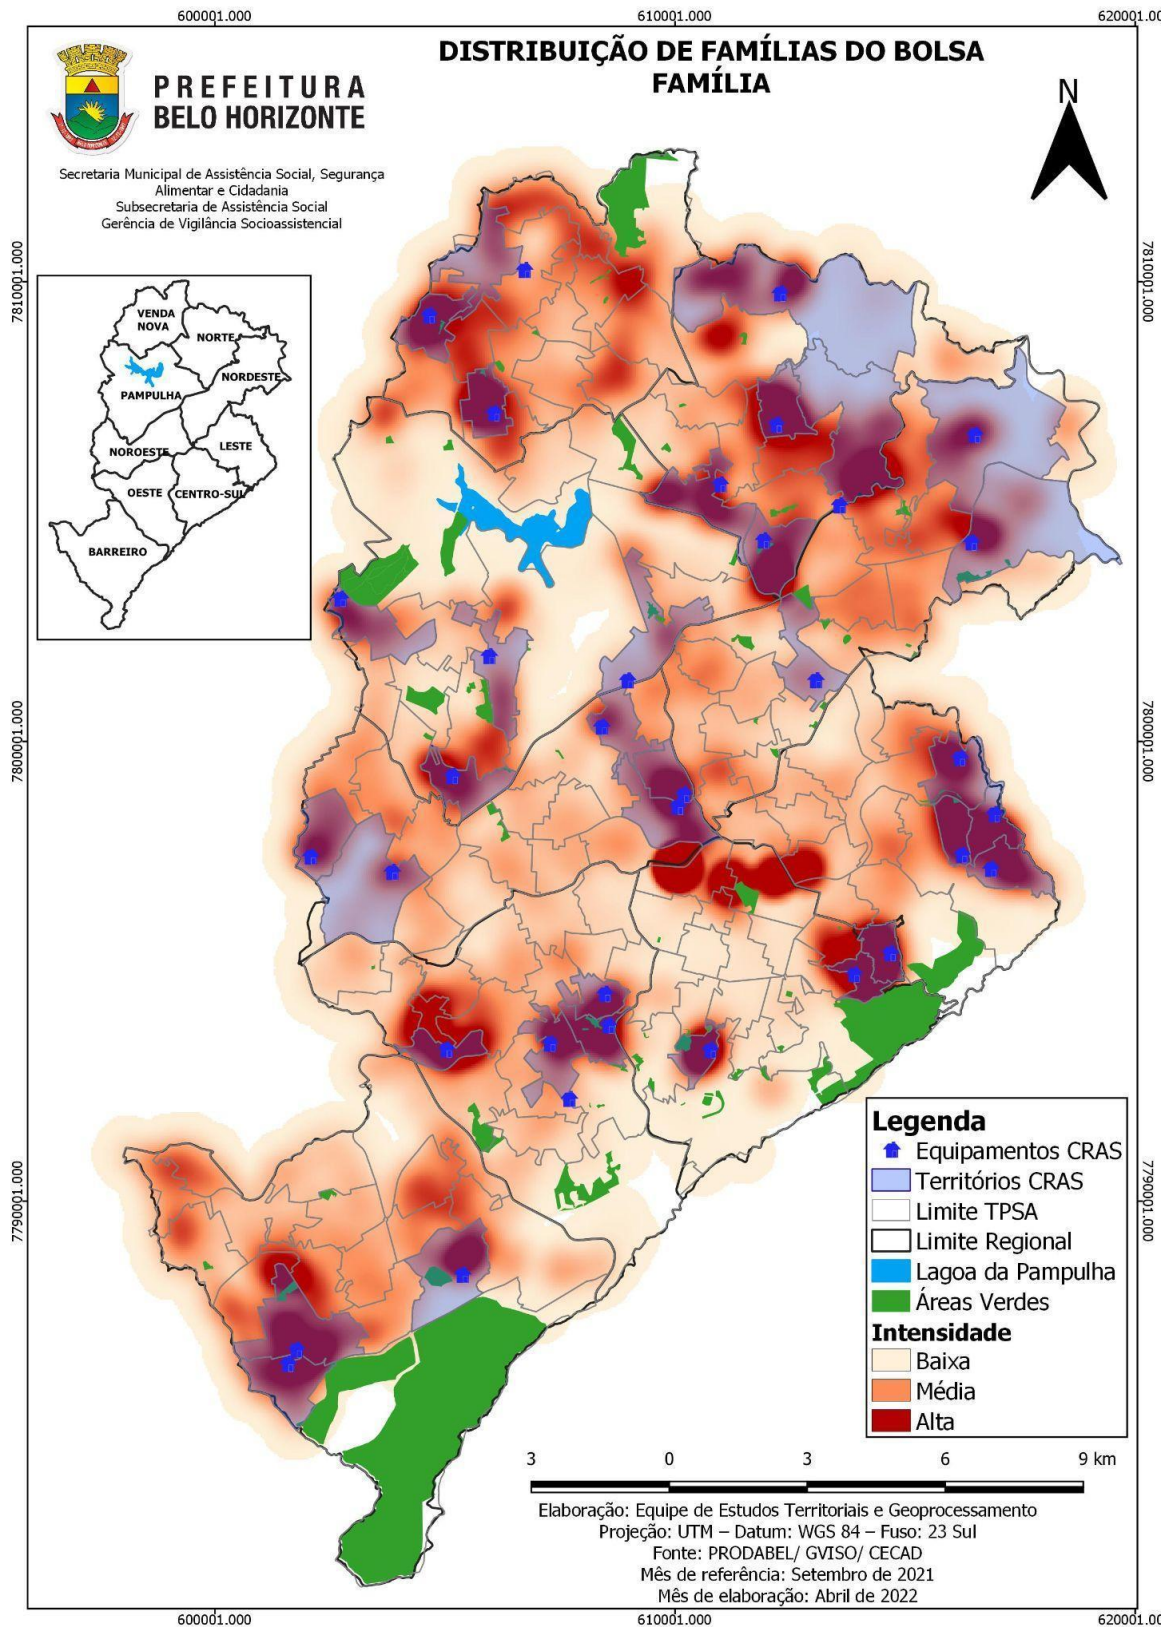 600001.000
610001.000
620001.00
DISTRIBUIÇÃO DE FAMÍLIAS DO BOLSA
FAMÍLIA
PREFEITURA
BELO HORIZONTE
N
Secretaria Municipal de Assistência Social, Segurança
Alimentar e Cidadania
Subsecretaria de Assistência Social
Gerência de Vigilância Socioassistencial
7810001.000
7810001.000
VENDA
NOVA
NORTE
NORDESTE
PAMPULHA
NOROESTE
LESTE
OESTE
CENTRO-SUL
BARREIRO
7800001.000
7800001.000
7790001.000
7790001.000
Legenda
Equipamentos CRAS
Territórios CRAS
Limite TPSA
Limite Regional
Lagoa da Pampulha
Áreas Verdes
Intensidade
Baixa
Média
Alta
3 0 3 6 9 km
Elaboração: Equipe de Estudos Territoriais e Geoprocessamento
Projeção: UTM – Datum: WGS 84 – Fuso: 23 Sul
Fonte: PRODABEL/ GVISO/ CECAD
Mês de referência: Setembro de 2021
Mês de elaboração: Abril de 2022
600001.000
610001.000
620001.00